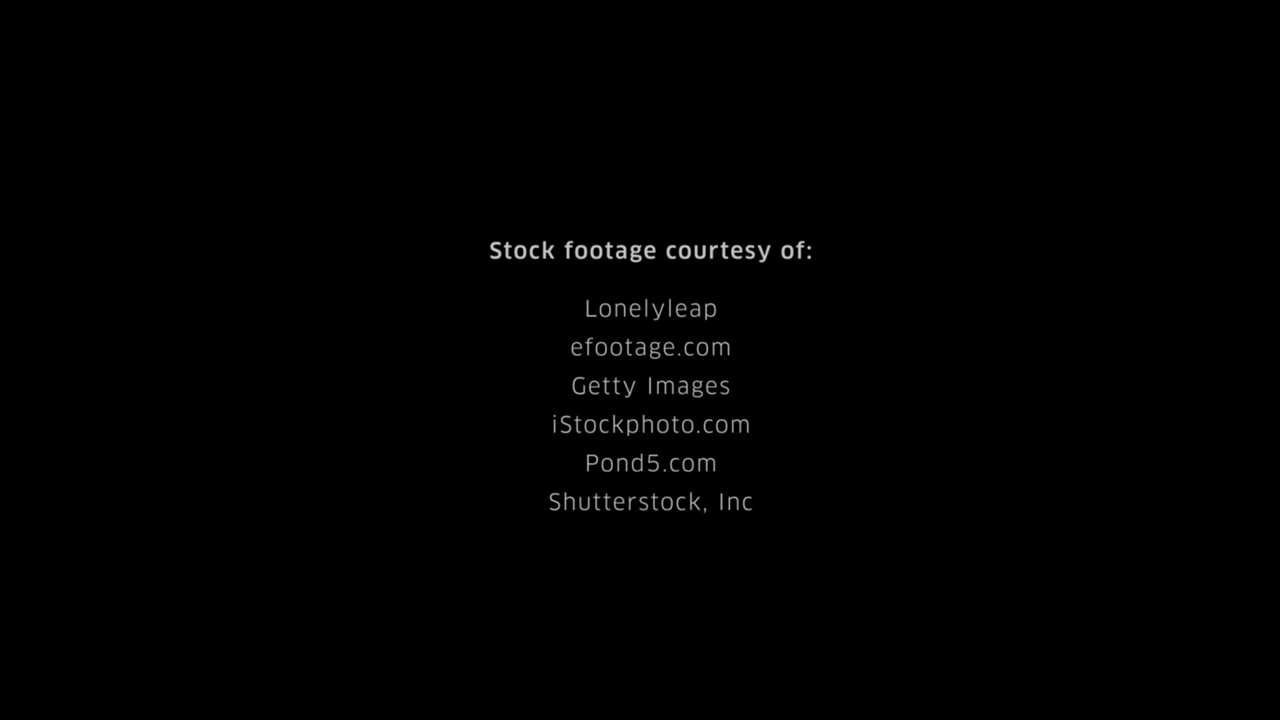 Stock footage courtesy of:
Lonelyleap
efootage.com
Getty Images
iStockphoto.com
Pond5.com
Shutterstock, Inc